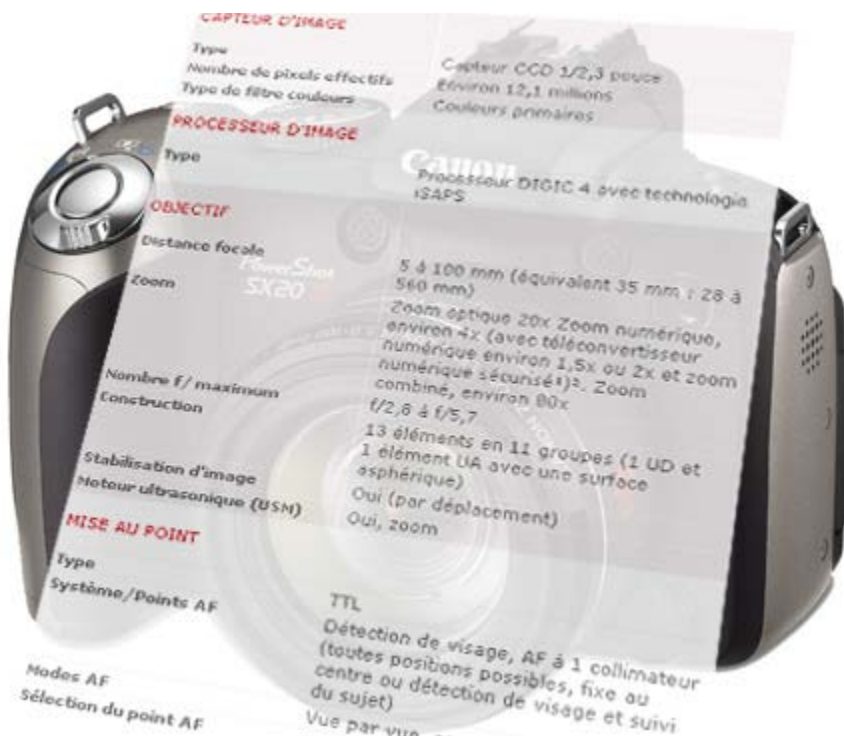 CAPTEUR D'IMAGE
Type
Capteur CCD 1/2,3 pouce
Nombre de pixels effectifs
Environ 12,1 millions
Type de filtre couleurs
Couleurs primaires
PROCESSEUR D'IMAGE
Canon
Type
Processeur DIGIC 4 avec technologie
iSAPS
OBJECTIF
Distance focale
5 à 100 mm (équivalent 35 mm : 28 à
560 mm)
PowerShot
SX20
Zoom
Zoom optique 20x Zoom numérique,
environ 4x (avec téléconvertisseur
numérique environ 1,5x ou 2x et zoom
numérique sécurisé¹)². Zoom
combiné, environ 80x
Nombre f/ maximum
f/2,8 à f/5,7
Construction
13 éléments en 11 groupes (1 UD et
1 élément UA avec une surface
asphérique)
Stabilisation d'image
Oui (par déplacement)
Moteur ultrasonique (USM)
Oui, zoom
MISE AU POINT
Type
TTL
Système/Points AF
Détection de visage, AF à 1 collimateur
(toutes positions possibles, fixe au
centre ou détection de visage et suivi
du sujet)
Modes AF
Vue par vue,
Sélection du point AF